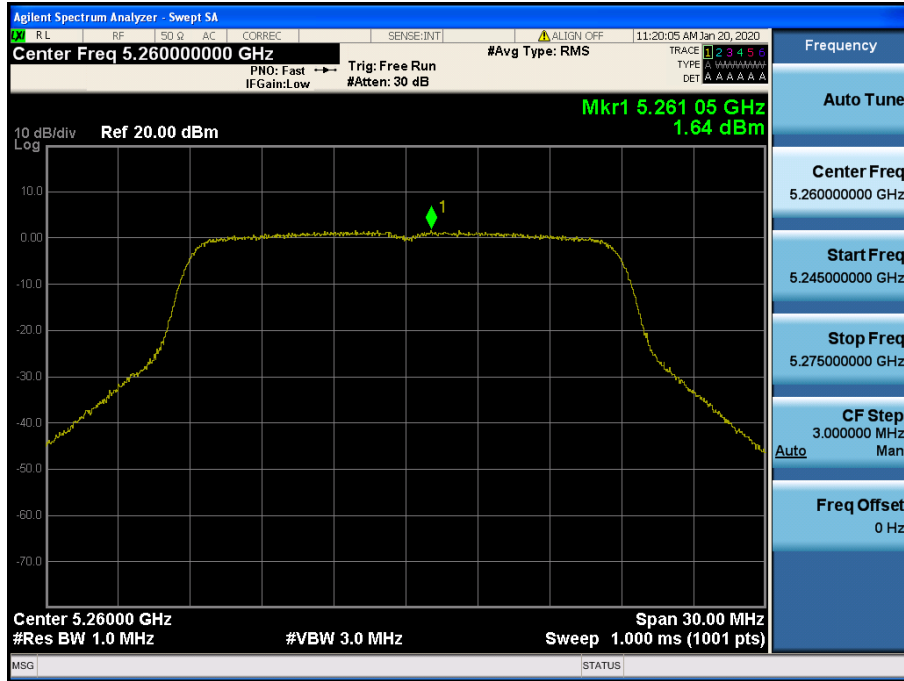 Agilent Spectrum Analyzer - Swept SA
LXI RL RF 50 Ω AC CORREC SENSE:INT ALIGN OFF 11:20:05 AM Jan 20, 2020
Center Freq 5.260000000 GHz
PNO: Fast
IFGain:Low
Trig: Free Run
#Atten: 30 dB
#Avg Type: RMS
TRACE 1 2 3 4 5 6
TYPE A WWWWW
DET A A A A A A
Mkr1 5.261 05 GHz
1.64 dBm
10 dB/div Ref 20.00 dBm
Log
1
10.0
0.00
-10.0
-20.0
-30.0
-40.0
-50.0
-60.0
-70.0
Center 5.26000 GHz Span 30.00 MHz
#Res BW 1.0 MHz #VBW 3.0 MHz Sweep 1.000 ms (1001 pts)
MSG STATUS
Frequency
Auto Tune
Center Freq
5.260000000 GHz
Start Freq
5.245000000 GHz
Stop Freq
5.275000000 GHz
CF Step
3.000000 MHz
Auto Man
Freq Offset
0 Hz